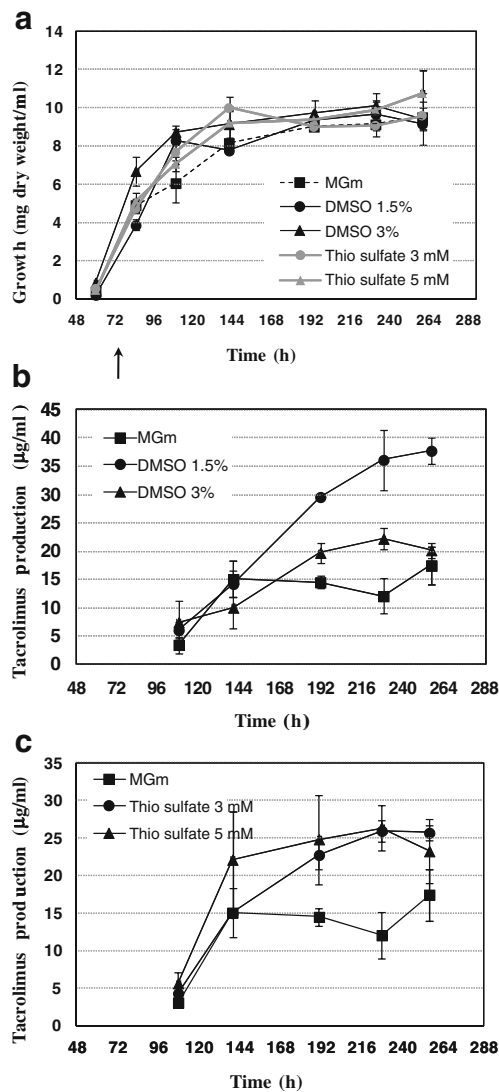 a
14
12
10
8
6
4
2
0
Growth (mg dry weight/ml)
MGm
DMSO 1.5%
DMSO 3%
Thio sulfate 3 mM
Thio sulfate 5 mM
48 72 96 120 144 168 192 216 240 264 288
Time (h)
b
45
40
35
30
25
20
15
10
5
0
Tacrolimus production (µg/ml)
MGm
DMSO 1.5%
DMSO 3%
48 72 96 120 144 168 192 216 240 264 288
Time (h)
c
35
30
25
20
15
10
5
0
Tacrolimus production (µg/ml)
MGm
Thio sulfate 3 mM
Thio sulfate 5 mM
48 72 96 120 144 168 192 216 240 264 288
Time (h)